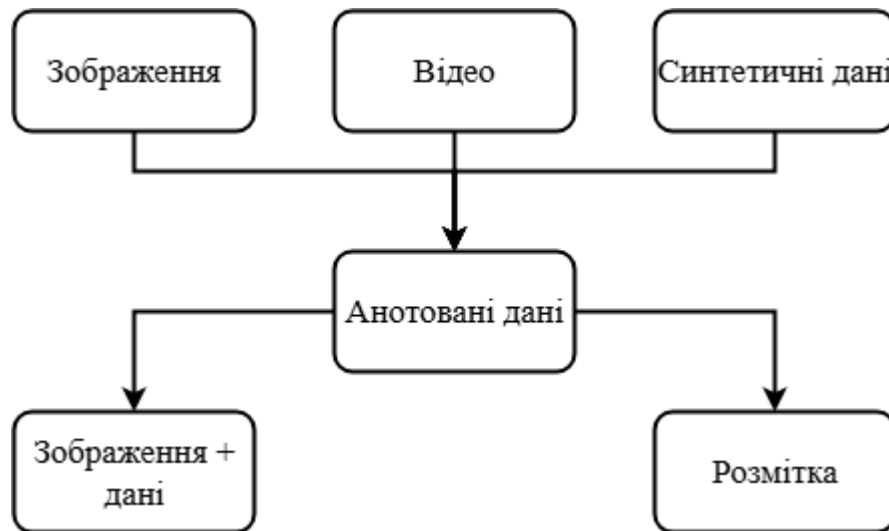 Зображення
Відео
Синтетичні дані
Анотовані дані
Зображення +
дані
Розмітка